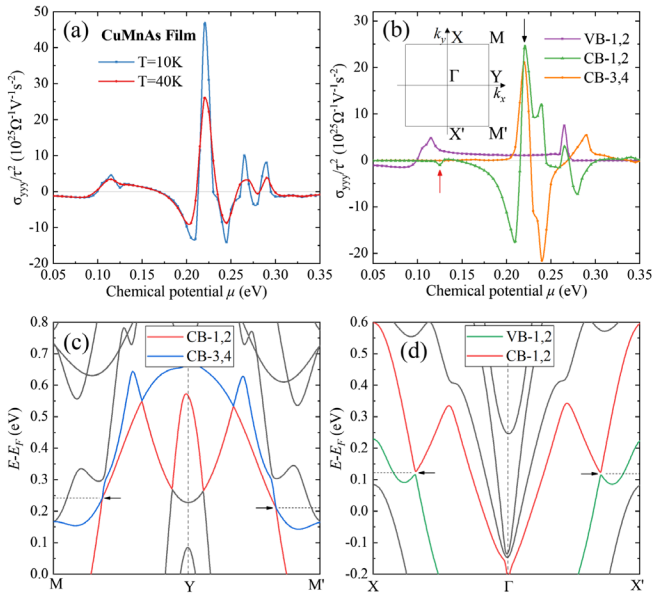 (a)
CuMnAs Film
T=10K
T=40K
σyyy/τ² (10²⁵Ω⁻¹V⁻¹s⁻²)
50
40
30
20
10
0
-10
-20
0.05 0.10 0.15 0.20 0.25 0.30 0.35
Chemical potential μ (eV)
(b)
VB-1,2
CB-1,2
CB-3,4
ky
X M
Γ Y
kx
X' M'
σyyy/τ² (10²⁵Ω⁻¹V⁻¹s⁻²)
30
20
10
0
-10
-20
0.05 0.10 0.15 0.20 0.25 0.30 0.35
Chemical potential μ (eV)
(c)
CB-1,2
CB-3,4
E-EF (eV)
0.8
0.7
0.6
0.5
0.4
0.3
0.2
0.1
0.0
M Y M'
(d)
VB-1,2
CB-1,2
E-EF (eV)
0.6
0.5
0.4
0.3
0.2
0.1
0.0
-0.1
-0.2
X Γ X'